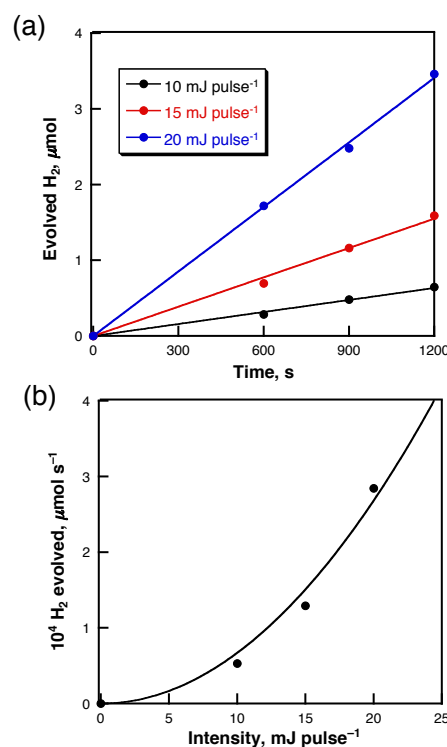 (a)
4
3
2
1
0
Evolved H₂, μmol
10 mJ pulse⁻¹
15 mJ pulse⁻¹
20 mJ pulse⁻¹
0 300 600 900 1200
Time, s
(b)
4
3
2
1
0
10⁴ H₂ evolved, μmol s⁻¹
0 5 10 15 20 25
Intensity, mJ pulse⁻¹